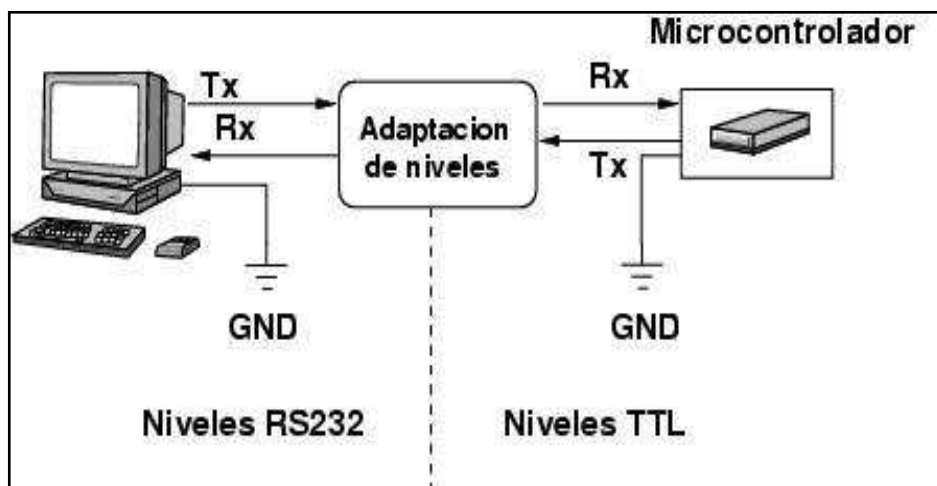 Microcontrolador
Tx
Rx
Adaptacion
de niveles
Rx
Tx
GND
GND
Niveles RS232
Niveles TTL